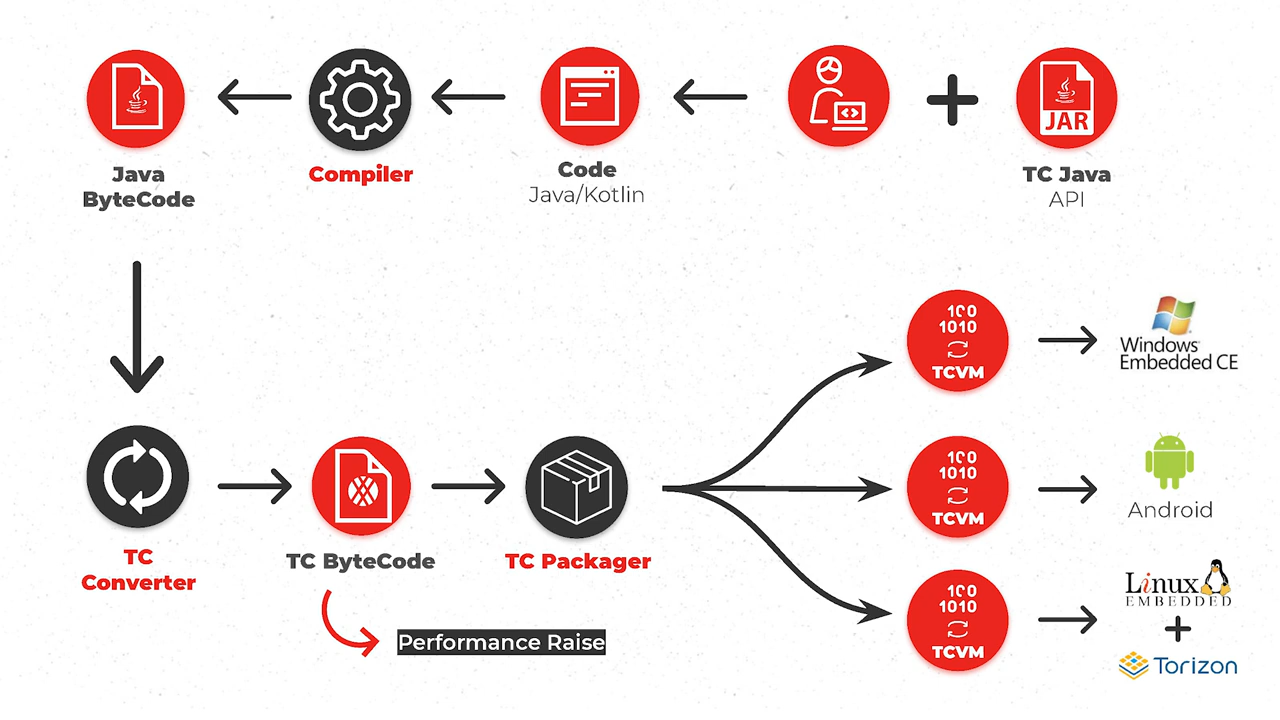 JAR
Java
ByteCode
Compiler
Code
Java/Kotlin
TC Java
API
100
1010
TCVM
Windows
Embedded CE
100
1010
TCVM
Android
TC
Converter
TC ByteCode
TC Packager
Performance Raise
100
1010
TCVM
Linux
EMBEDDED
+
Torizon